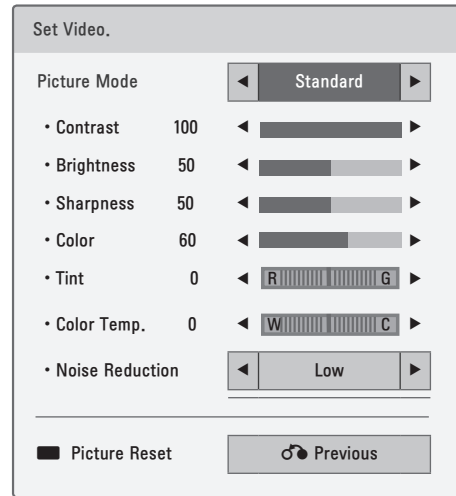 Set Video.
Picture Mode ◀ Standard ▶
• Contrast 100 ◀ ▶
• Brightness 50 ◀ ▶
• Sharpness 50 ◀ ▶
• Color 60 ◀ ▶
• Tint 0 ◀ R G ▶
• Color Temp. 0 ◀ W C ▶
• Noise Reduction ◀ Low ▶
Picture Reset Previous